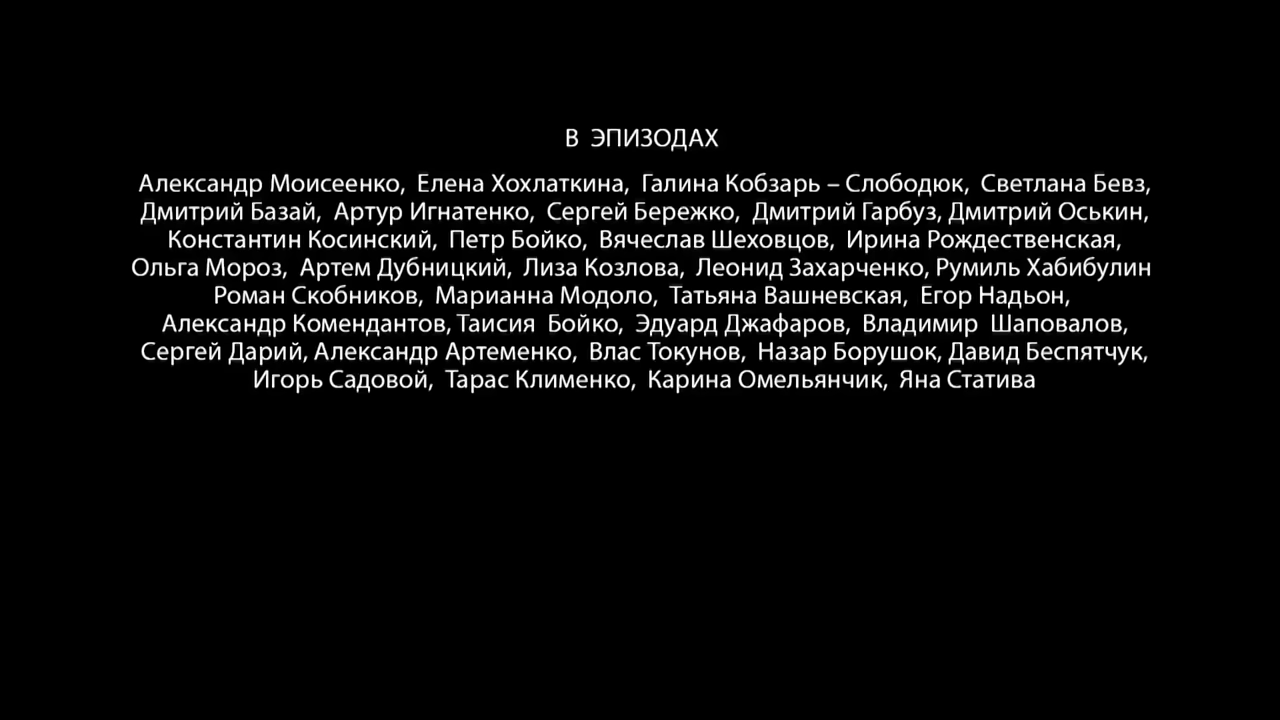 В ЭПИЗОДАХ
Александр Моисеенко, Елена Хохлаткина, Галина Кобзарь – Слободюк, Светлана Бевз,
Дмитрий Базай, Артур Игнатенко, Сергей Бережко, Дмитрий Гарбуз, Дмитрий Оськин,
Константин Косинский, Петр Бойко, Вячеслав Шеховцов, Ирина Рождественская,
Ольга Мороз, Артем Дубницкий, Лиза Козлова, Леонид Захарченко, Румиль Хабибулин
Роман Скобников, Марианна Модоло, Татьяна Вашневская, Егор Надьон,
Александр Комендантов, Таисия Бойко, Эдуард Джафаров, Владимир Шаповалов,
Сергей Дарий, Александр Артеменко, Влас Токунов, Назар Борушок, Давид Беспятчук,
Игорь Садовой, Тарас Клименко, Карина Омельянчик, Яна Статива